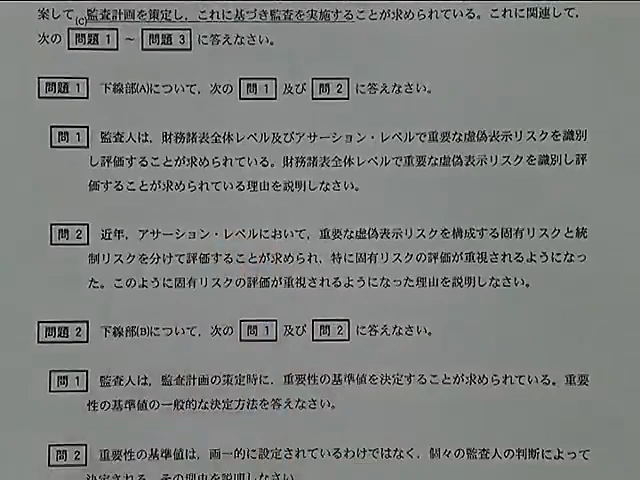 案して(C)監査計画を策定し，これに基づき監査を実施することが求められている。これに関連して，
次の 問題 1 ～ 問題 3 に答えなさい。
問題 1 下線部(A)について，次の 問 1 及び 問 2 に答えなさい。
問 1 監査人は，財務諸表全体レベル及びアサーション・レベルで重要な虚偽表示リスクを識別
し評価することが求められている。財務諸表全体レベルで重要な虚偽表示リスクを識別し評
価することが求められている理由を説明しなさい。
問 2 近年，アサーション・レベルにおいて，重要な虚偽表示リスクを構成する固有リスクと統
制リスクを分けて評価することが求められ，特に固有リスクの評価が重視されるようになっ
た。このように固有リスクの評価が重視されるようになった理由を説明しなさい。
問題 2 下線部(B)について，次の 問 1 及び 問 2 に答えなさい。
問 1 監査人は，監査計画の策定時に，重要性の基準値を決定することが求められている。重要
性の基準値の一般的な決定方法を答えなさい。
問 2 重要性の基準値は，画一的に設定されているわけではなく，個々の監査人の判断によって
決定される。その理由を説明しなさい